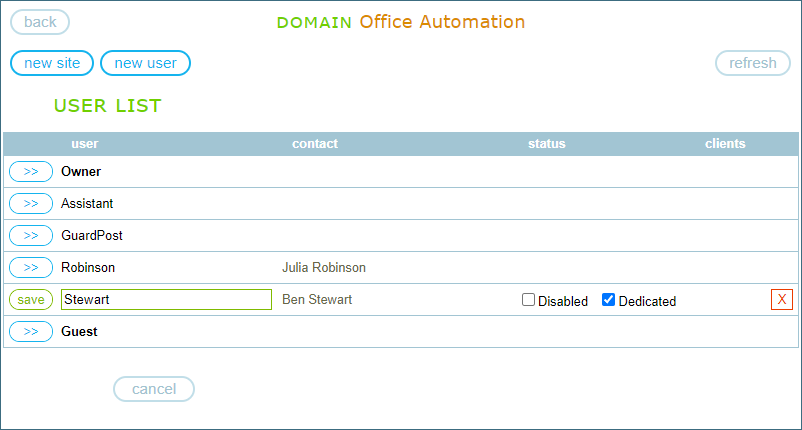 back
DOMAIN Office Automation
new site new user refresh
USER LIST
user contact status clients
>> Owner
>> Assistant
>> GuardPost
>> Robinson Julia Robinson
save Stewart Ben Stewart Disabled Dedicated X
>> Guest
cancel